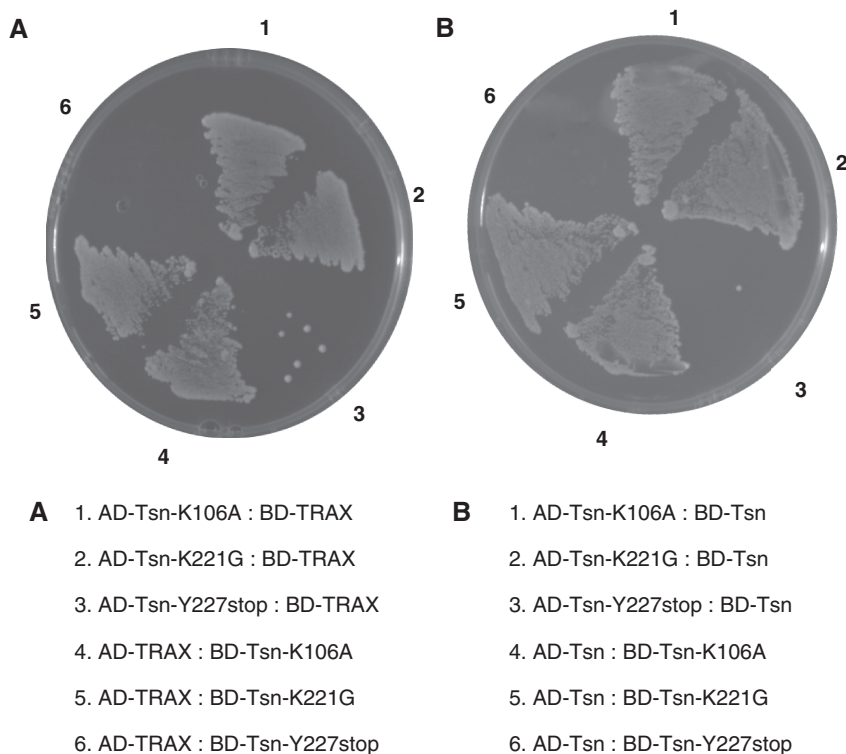 A
1
2
3
4
5
6
B
1
2
3
4
5
6
A
1. AD-Tsn-K106A : BD-TRAX
2. AD-Tsn-K221G : BD-TRAX
3. AD-Tsn-Y227stop : BD-TRAX
4. AD-TRAX : BD-Tsn-K106A
5. AD-TRAX : BD-Tsn-K221G
6. AD-TRAX : BD-Tsn-Y227stop
B
1. AD-Tsn-K106A : BD-Tsn
2. AD-Tsn-K221G : BD-Tsn
3. AD-Tsn-Y227stop : BD-Tsn
4. AD-Tsn : BD-Tsn-K106A
5. AD-Tsn : BD-Tsn-K221G
6. AD-Tsn : BD-Tsn-Y227stop